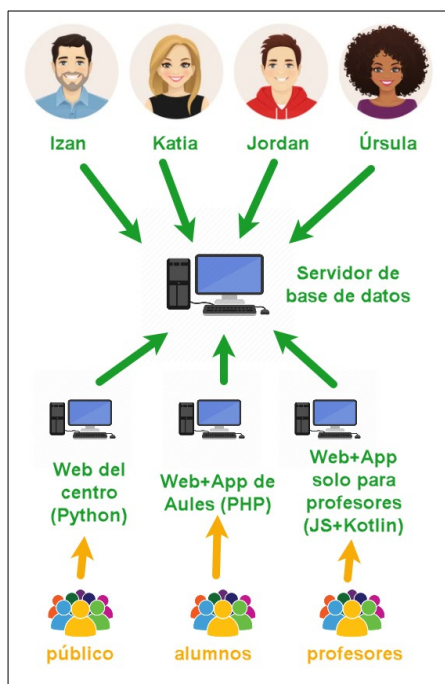 Izan
Katia
Jordan
Úrsula
Servidor de
base de datos
Web del
centro
(Python)
Web+App de
Aules (PHP)
Web+App
solo para
profesores
(JS+Kotlin)
público
alumnos
profesores